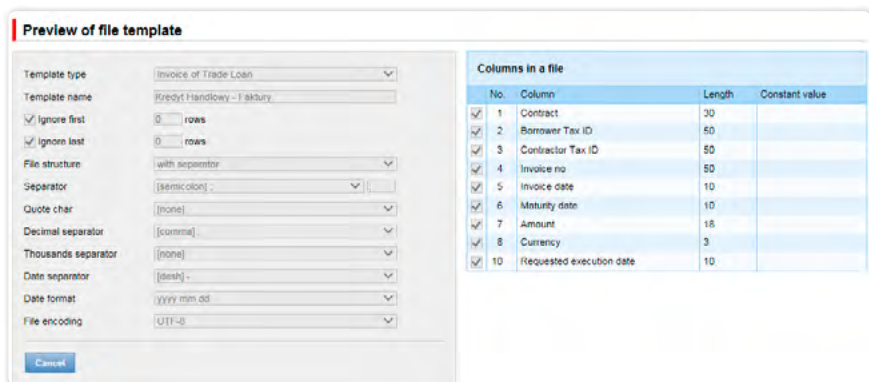 Preview of file template
Template type Invoice of Trade Loan
Template name Kredyt Handlowy - Faktury
Ignore first 0 rows
Ignore last 0 rows
File structure with separator
Separator [semicolon] ;
Quote char [none]
Decimal separator [comma] ,
Thousands separator [none]
Date separator [dash] -
Date format yyyy mm dd
File encoding UTF-8
Cancel
Columns in a file
No. Column Length Constant value
1 Contract 30
2 Borrower Tax ID 50
3 Contractor Tax ID 50
4 Invoice no 50
5 Invoice date 10
6 Maturity date 10
7 Amount 18
8 Currency 3
10 Requested execution date 10